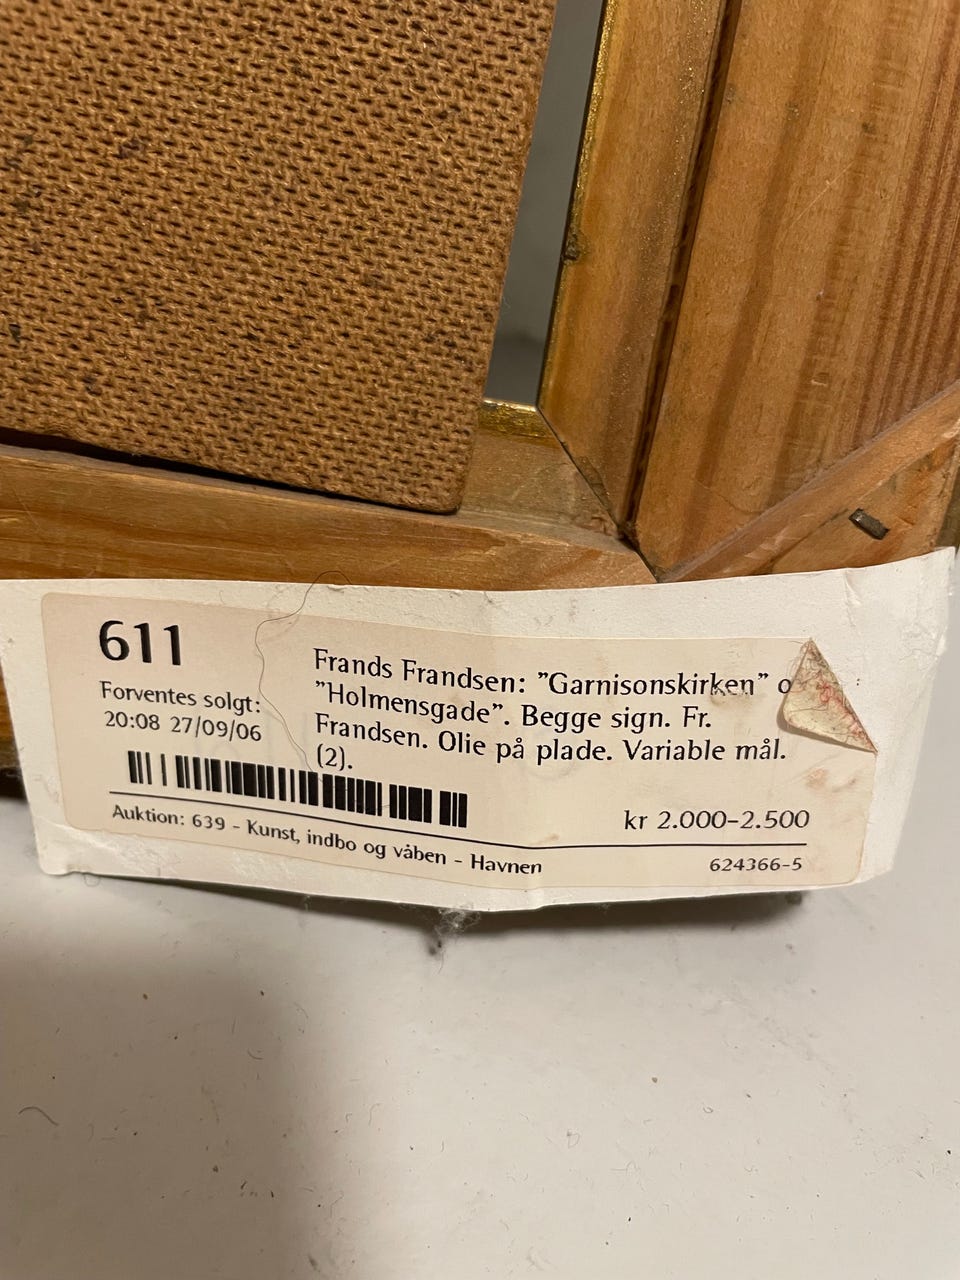 611
Forventes solgt:
20:08 27/09/06
Frands Frandsen: "Garnisonskirken" o
"Holmensgade". Begge sign. Fr.
Frandsen. Olie på plade. Variable mål.
(2).
kr 2.000-2.500
Auktion: 639 - Kunst, indbo og våben - Havnen
624366-5